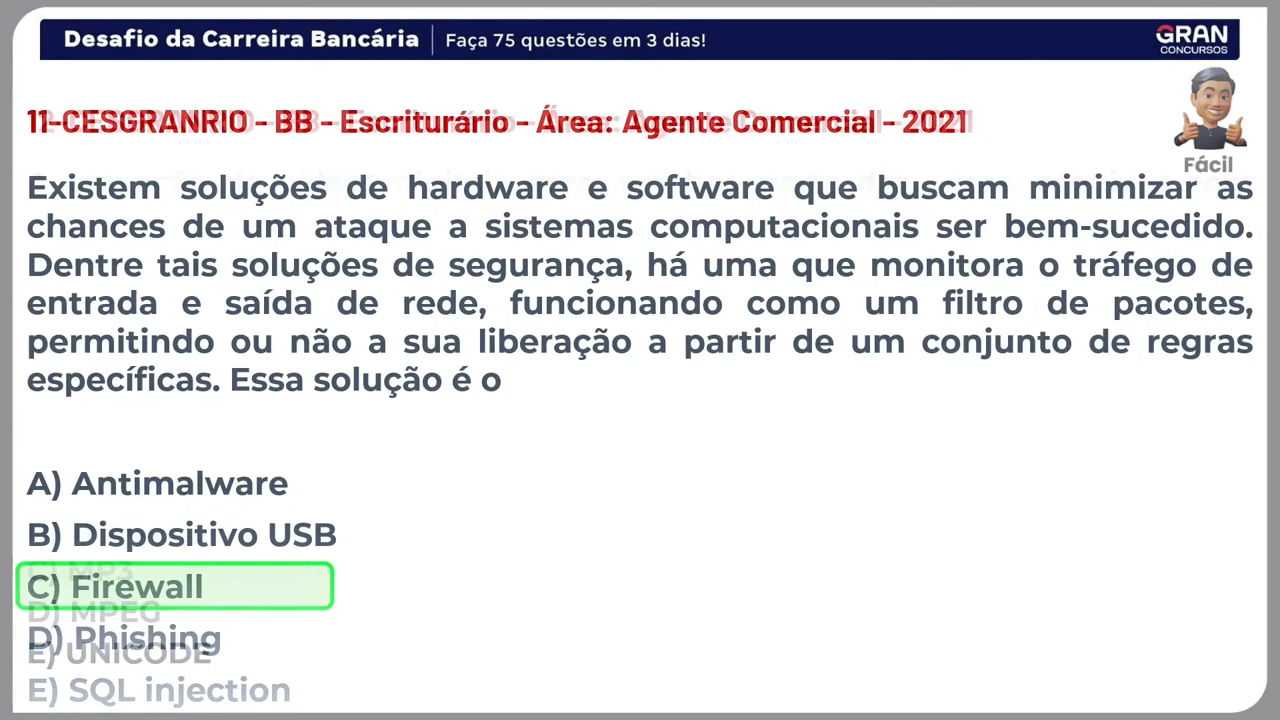 Desafio da Carreira Bancária | Faça 75 questões em 3 dias!
GRAN
CONCURSOS
11-CESGRANRIO - BB - Escriturário - Área: Agente Comercial - 2021
Fácil
Existem soluções de hardware e software que buscam minimizar as
chances de um ataque a sistemas computacionais ser bem-sucedido.
Dentre tais soluções de segurança, há uma que monitora o tráfego de
entrada e saída de rede, funcionando como um filtro de pacotes,
permitindo ou não a sua liberação a partir de um conjunto de regras
específicas. Essa solução é o
A) Antimalware
B) Dispositivo USB
C) MP3
C) Firewall
D) MPEG
D) Phishing
E) UNICODE
E) SQL injection